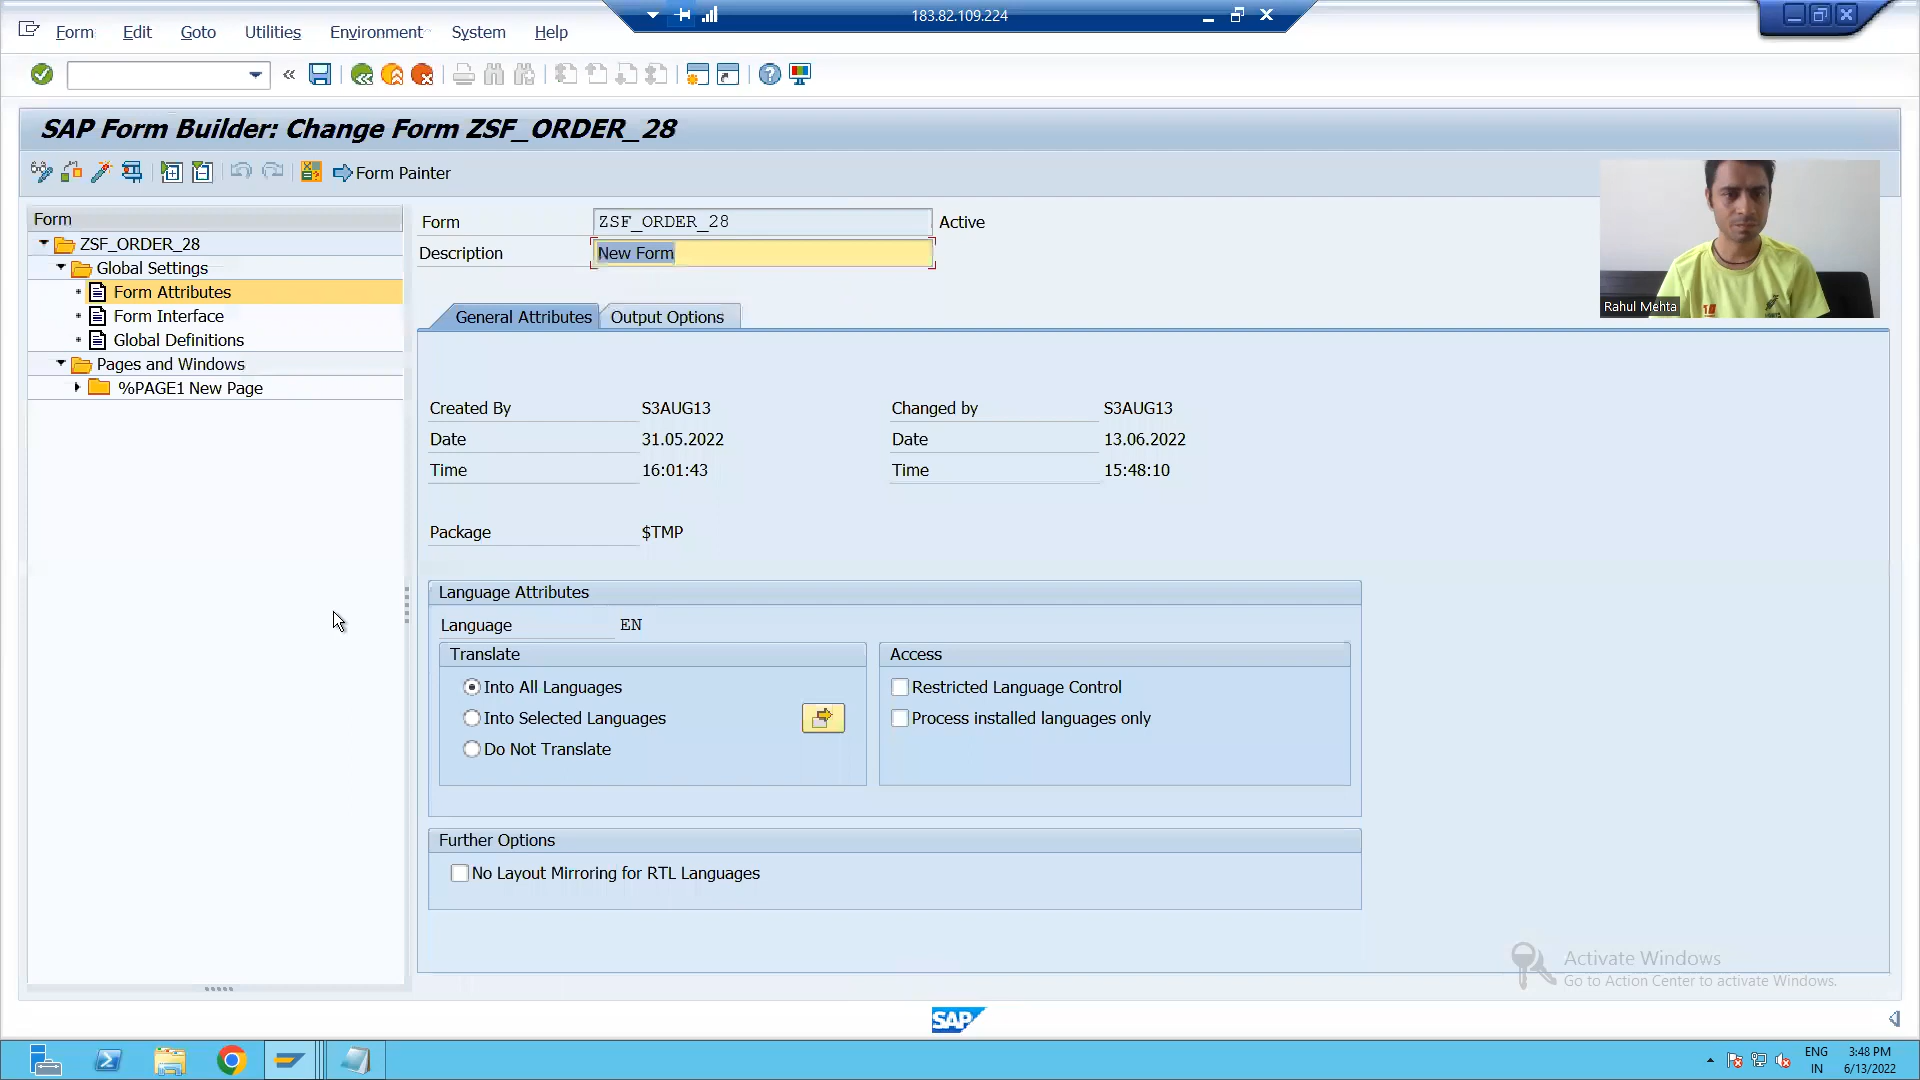 183.82.109.224
Form Edit Goto Utilities Environment System Help
SAP Form Builder: Change Form ZSF_ORDER_28
Form Painter
Form
ZSF_ORDER_28
Global Settings
Form Attributes
Form Interface
Global Definitions
Pages and Windows
%PAGE1 New Page
Form ZSF_ORDER_28 Active
Description New Form
General Attributes Output Options
Created By S3AUG13 Changed by S3AUG13
Date 31.05.2022 Date 13.06.2022
Time 16:01:43 Time 15:48:10
Package $TMP
Language Attributes
Language EN
Translate
Into All Languages
Into Selected Languages
Do Not Translate
Access
Restricted Language Control
Process installed languages only
Further Options
No Layout Mirroring for RTL Languages
Rahul Mehta
Activate Windows
Go to Action Center to activate Windows.
SAP
ENG 3:48 PM
IN 6/13/2022